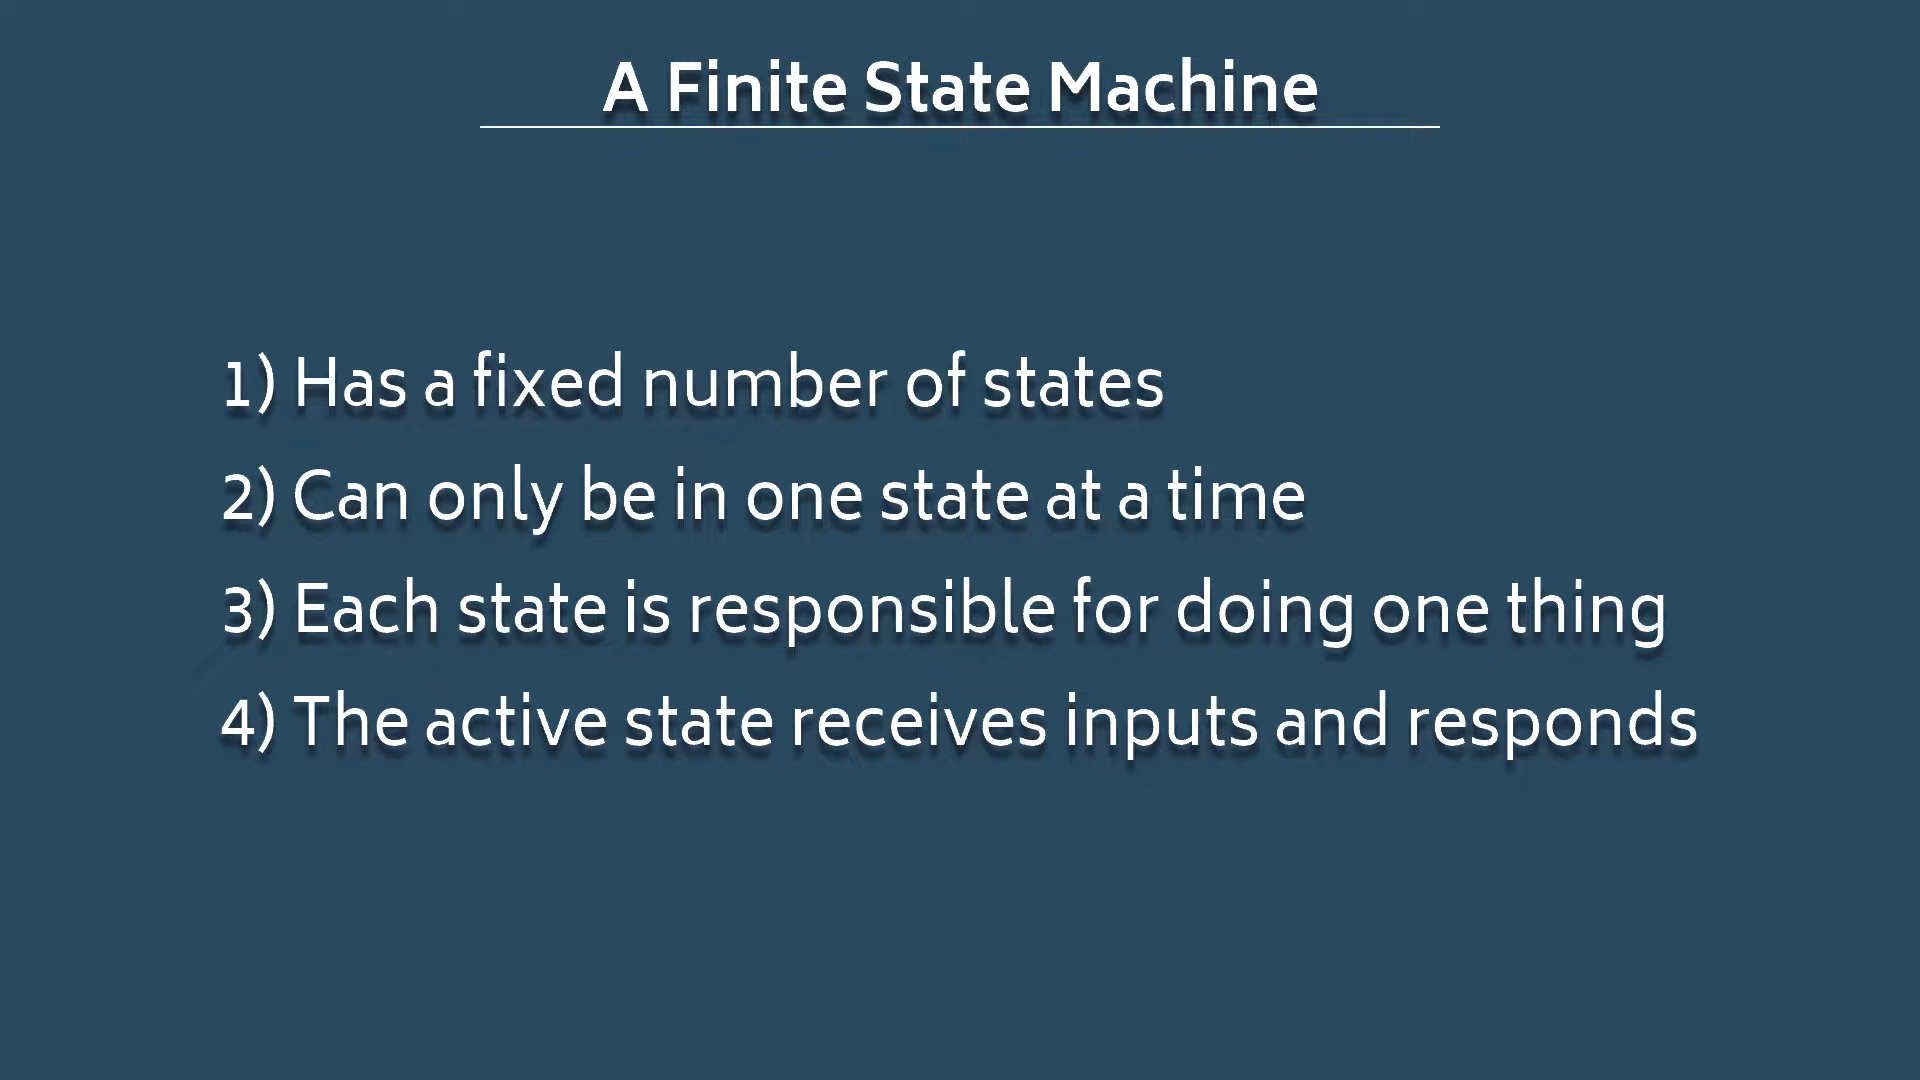 A Finite State Machine
1) Has a fixed number of states
2) Can only be in one state at a time
3) Each state is responsible for doing one thing
4) The active state receives inputs and responds